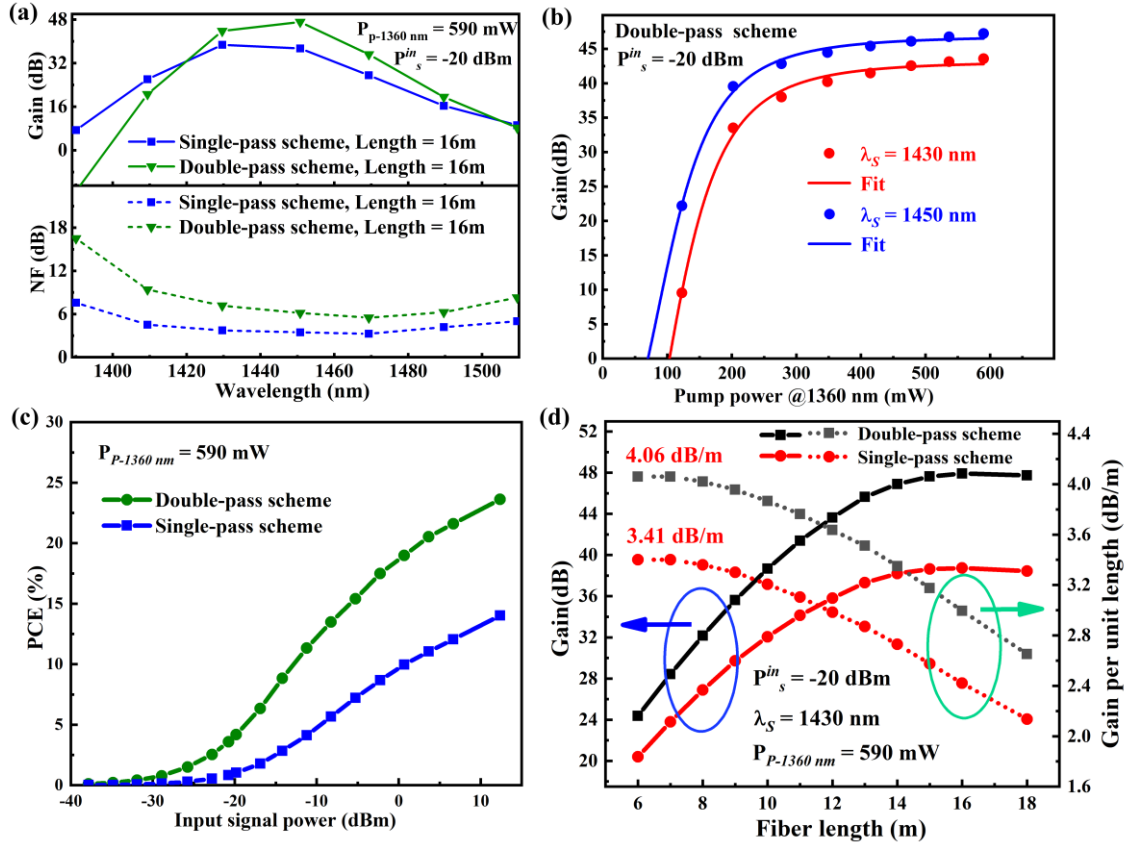 (a)
P_p-1360 nm = 590 mW
P^in_s = -20 dBm
Gain (dB)
48
32
16
0
Single-pass scheme, Length = 16m
Double-pass scheme, Length = 16m
Single-pass scheme, Length = 16m
Double-pass scheme, Length = 16m
NF (dB)
18
12
6
0
1400 1420 1440 1460 1480 1500
Wavelength (nm)
(b)
Double-pass scheme
P^in_s = -20 dBm
Gain(dB)
45
40
35
30
25
20
15
10
5
0
λ_S = 1430 nm
Fit
λ_S = 1450 nm
Fit
0 100 200 300 400 500 600
Pump power @1360 nm (mW)
(c)
P_P-1360 nm = 590 mW
Double-pass scheme
Single-pass scheme
PCE (%)
30
25
20
15
10
5
0
-40 -30 -20 -10 0 10
Input signal power (dBm)
(d)
Double-pass scheme
Single-pass scheme
4.06 dB/m
3.41 dB/m
Gain(dB)
52
48
44
40
36
32
28
24
20
P^in_s = -20 dBm
λ_S = 1430 nm
P_P-1360 nm = 590 mW
6 8 10 12 14 16 18
Fiber length (m)
4.4
4.0
3.6
3.2
2.8
2.4
2.0
1.6
Gain per unit length (dB/m)